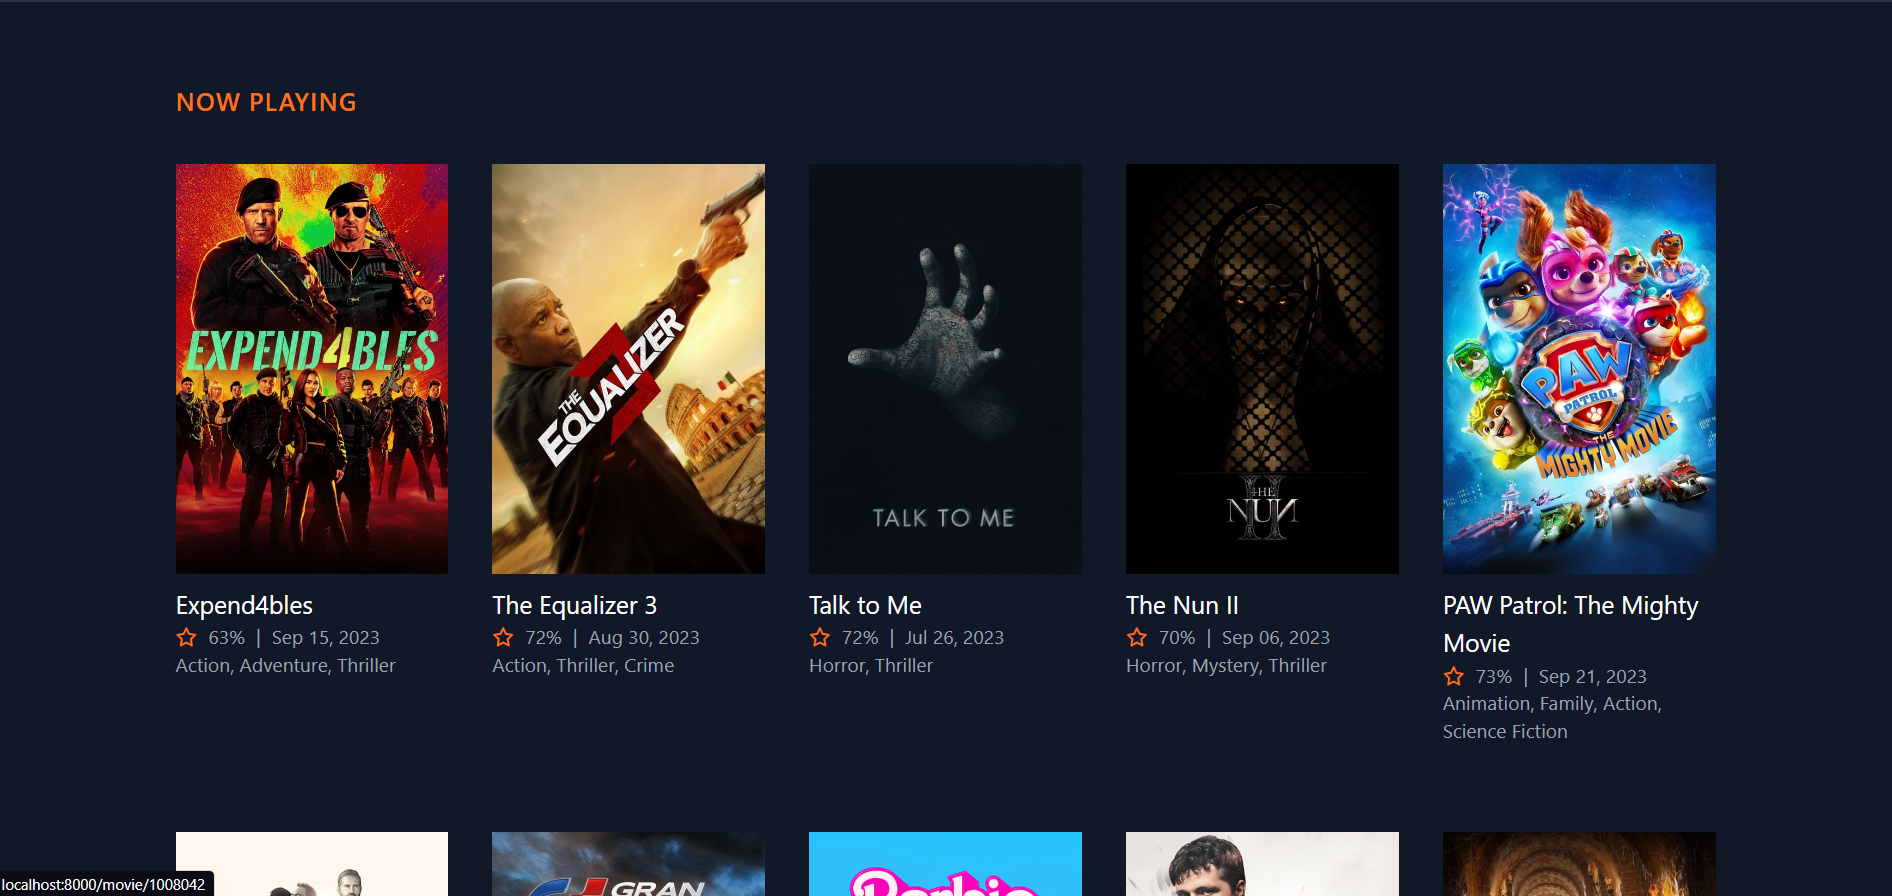 NOW PLAYING
EXPEND4BLES
THE
EQUALIZER
3
TALK TO ME
THE
NUN
II
PAW
PATROL
THE
MIGHTY MOVIE
Expend4bles
63% | Sep 15, 2023
Action, Adventure, Thriller
The Equalizer 3
72% | Aug 30, 2023
Action, Thriller, Crime
Talk to Me
72% | Jul 26, 2023
Horror, Thriller
The Nun II
70% | Sep 06, 2023
Horror, Mystery, Thriller
PAW Patrol: The Mighty
Movie
73% | Sep 21, 2023
Animation, Family, Action,
Science Fiction
GRAN
Barbie
localhost:8000/movie/1008042